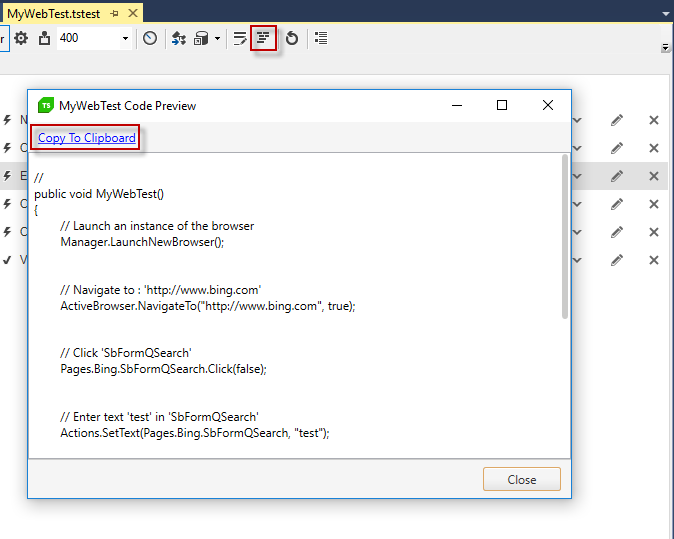 MyWebTest.tstest
r
400
TS
MyWebTest Code Preview
Copy To Clipboard
//
public void MyWebTest()
{
// Launch an instance of the browser
Manager.LaunchNewBrowser();
// Navigate to : 'http://www.bing.com'
ActiveBrowser.NavigateTo("http://www.bing.com", true);
// Click 'SbFormQSearch'
Pages.Bing.SbFormQSearch.Click(false);
// Enter text 'test' in 'SbFormQSearch'
Actions.SetText(Pages.Bing.SbFormQSearch, "test");
Close
N
C
E
C
C
V